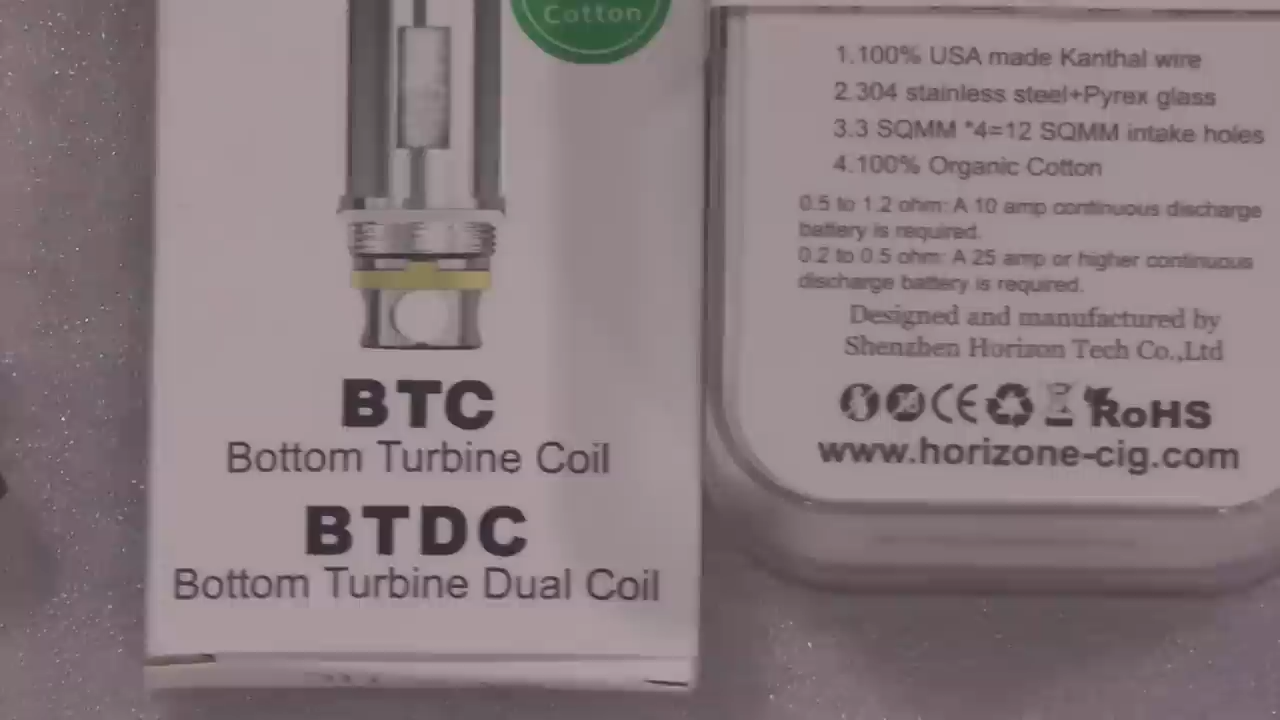 Cotton
BTC
Bottom Turbine Coil
BTDC
Bottom Turbine Dual Coil
1.100% USA made Kanthal wire
2.304 stainless steel+Pyrex glass
3.3 SQMM *4=12 SQMM intake holes
4.100% Organic Cotton
0.5 to 1.2 ohm: A 10 amp continuous discharge
battery is required.
0.2 to 0.5 ohm: A 25 amp or higher continuous
discharge battery is required.
Designed and manufactured by
Shenzhen Horizon Tech Co.,Ltd
CE RoHS
www.horizone-cig.com